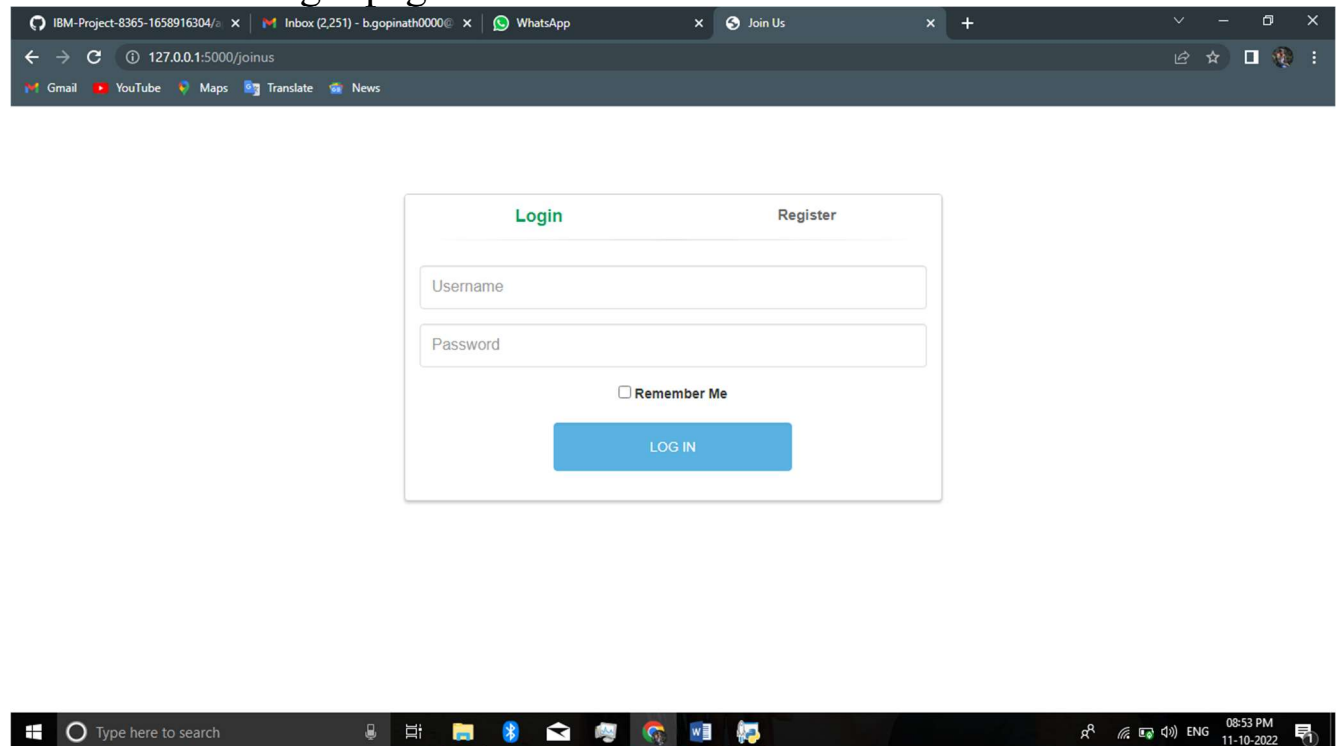 IBM-Project-8365-1658916304/a
Inbox (2,251) - b.gopinath0000@
WhatsApp
Join Us
127.0.0.1:5000/joinus
Gmail YouTube Maps Translate News
Login Register
Username
Password
Remember Me
LOG IN
Type here to search
ENG
08:53 PM
11-10-2022